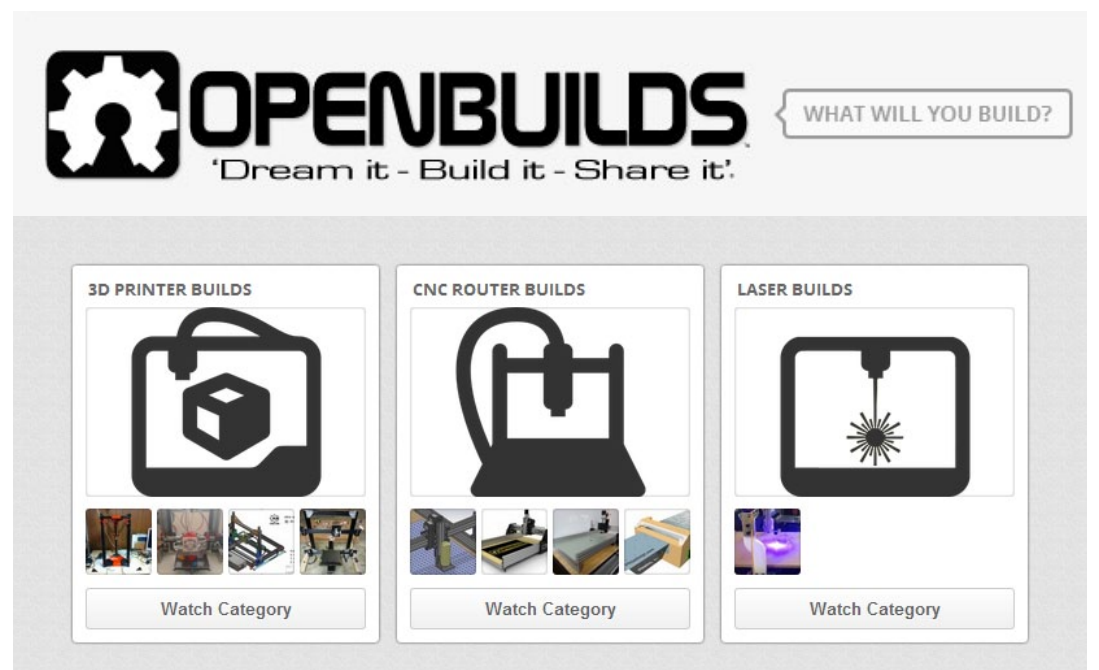 OPENBUILDS
'Dream it - Build it - Share it'.
WHAT WILL YOU BUILD?
3D PRINTER BUILDS
CNC ROUTER BUILDS
LASER BUILDS
Watch Category
Watch Category
Watch Category